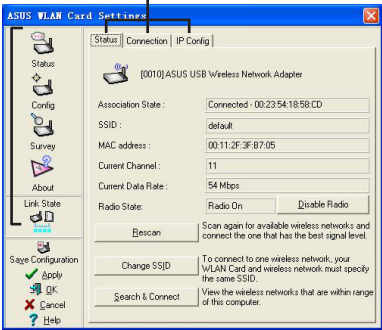 ASUS WLAN Card Settings
Status Connection IP Config
Status
Config
Survey
About
Link State
Save Configuration
Apply
OK
Cancel
Help
[0010] ASUS USB Wireless Network Adapter
Association State : Connected - 00:23:54:18:58:CD
SSID : default
MAC address : 00:11:2F:3F:B7:05
Current Channel : 11
Current Data Rate : 54 Mbps
Radio State: Radio On Disable Radio
Rescan
Scan again for available wireless networks and
connect the one that has the best signal level.
Change SSID
To connect to one wireless network, your
WLAN Card and wireless network must specify
the same SSID.
Search & Connect
View the wireless networks that are within range
of this computer.